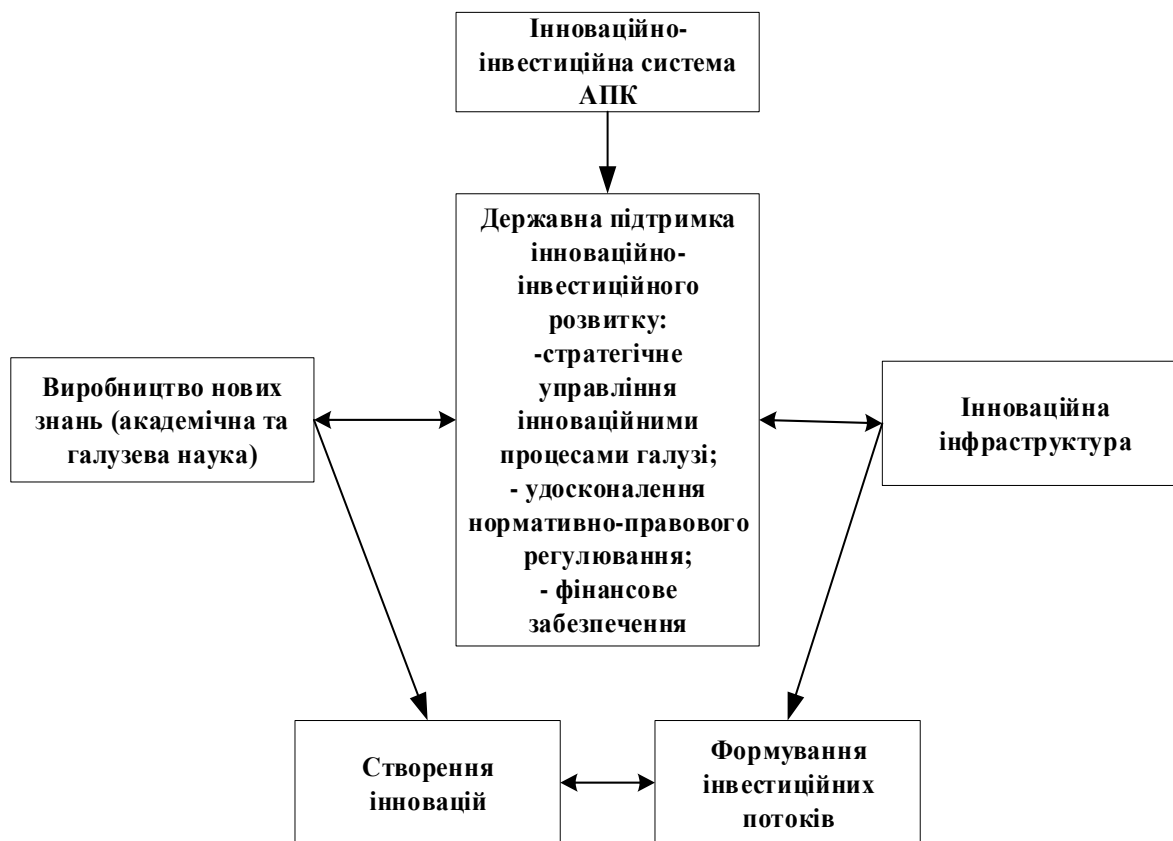 Інноваційно-
інвестиційна система
АПК
Державна підтримка
інноваційно-
інвестиційного
розвитку:
-стратегічне
управління
інноваційними
процесами галузі;
- удосконалення
нормативно-правового
регулювання;
- фінансове
забезпечення
Виробництво нових
знань (академічна та
галузева наука)
Інноваційна
інфраструктура
Створення
інновацій
Формування
інвестиційних
потоків